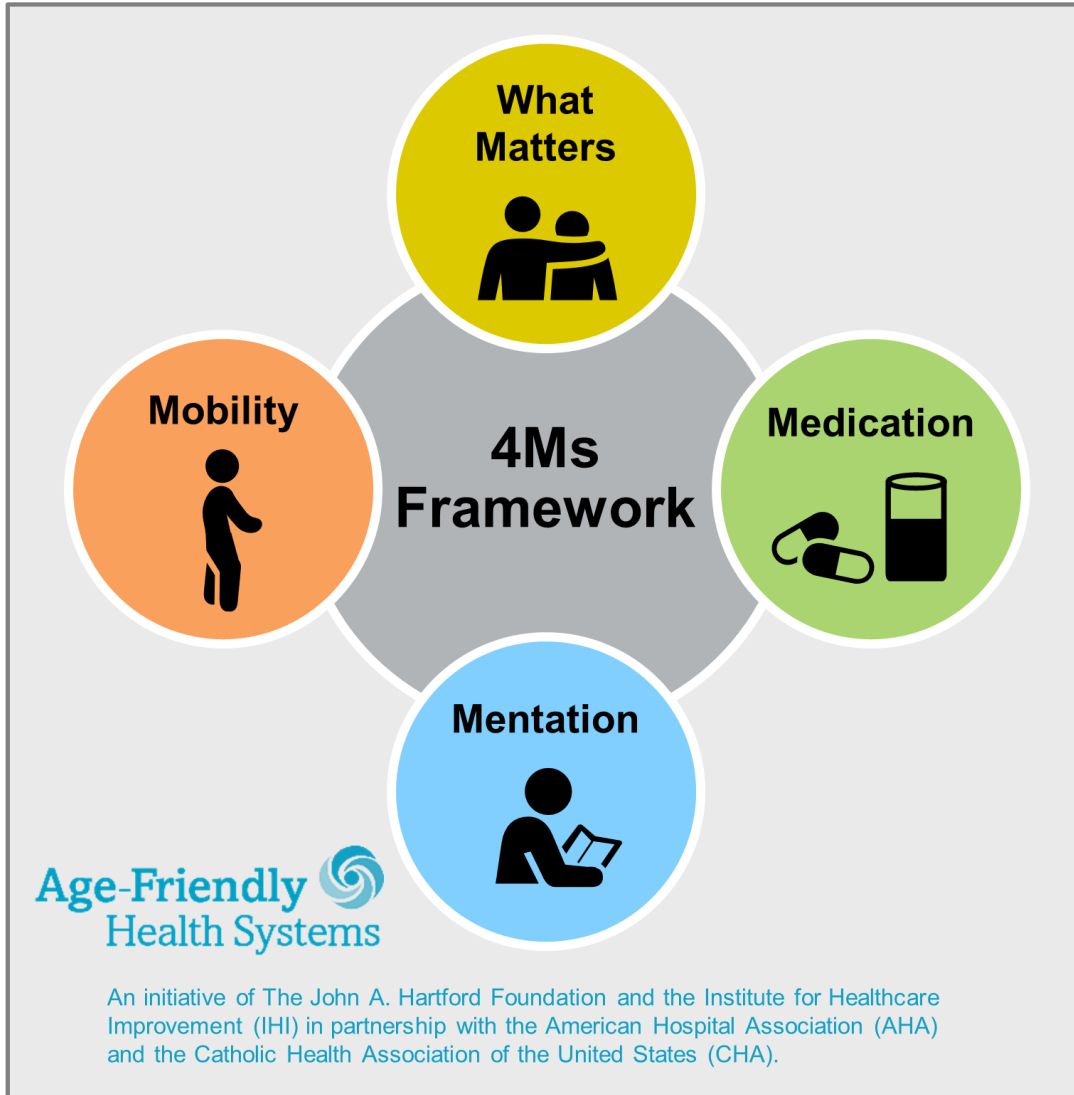 What
Matters
Mobility
4Ms
Framework
Medication
Mentation
Age-Friendly
Health Systems
An initiative of The John A. Hartford Foundation and the Institute for Healthcare
Improvement (IHI) in partnership with the American Hospital Association (AHA)
and the Catholic Health Association of the United States (CHA).